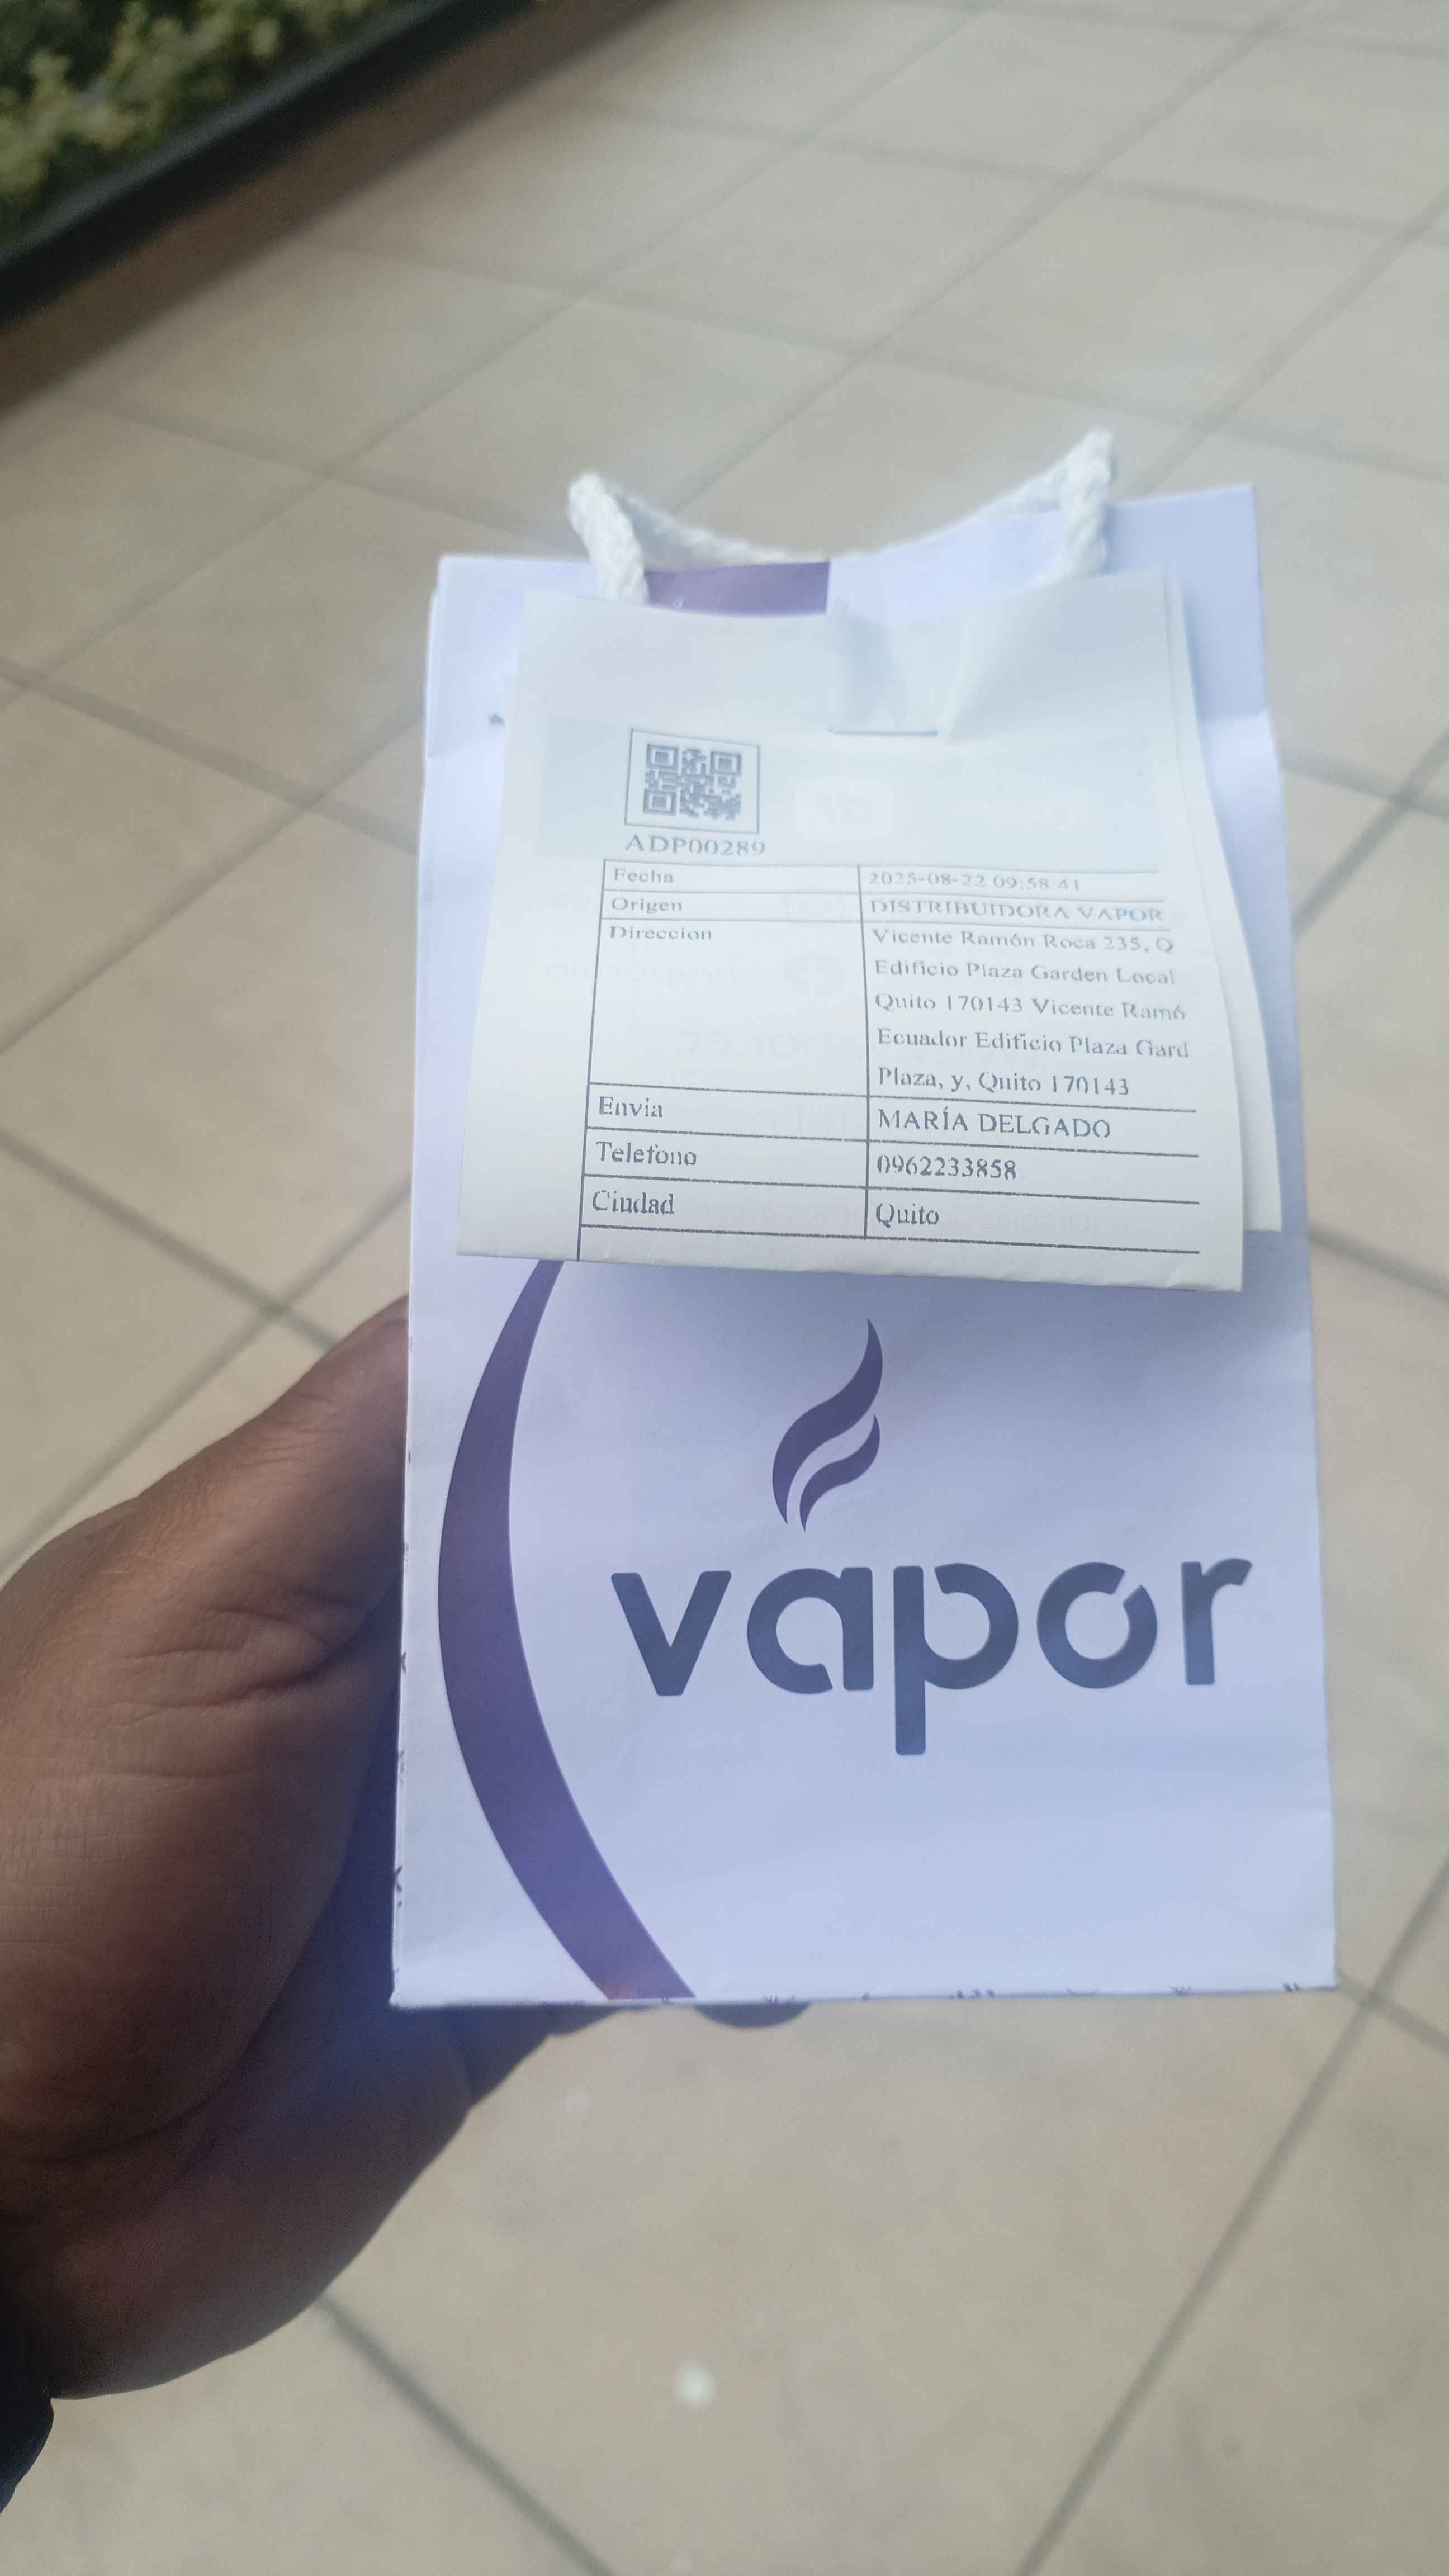 ADP00289
Fecha 2025-08-22 09:58:41
Origen DISTRIBUIDORA VAPOR
Direccion Vicente Ramón Roca 235, Q
Edificio Plaza Garden Local
Quito 170143 Vicente Ramó
Ecuador Edificio Plaza Gard
Plaza, y, Quito 170143
Envia MARÍA DELGADO
Telefono 0962233858
Ciudad Quito
vapor